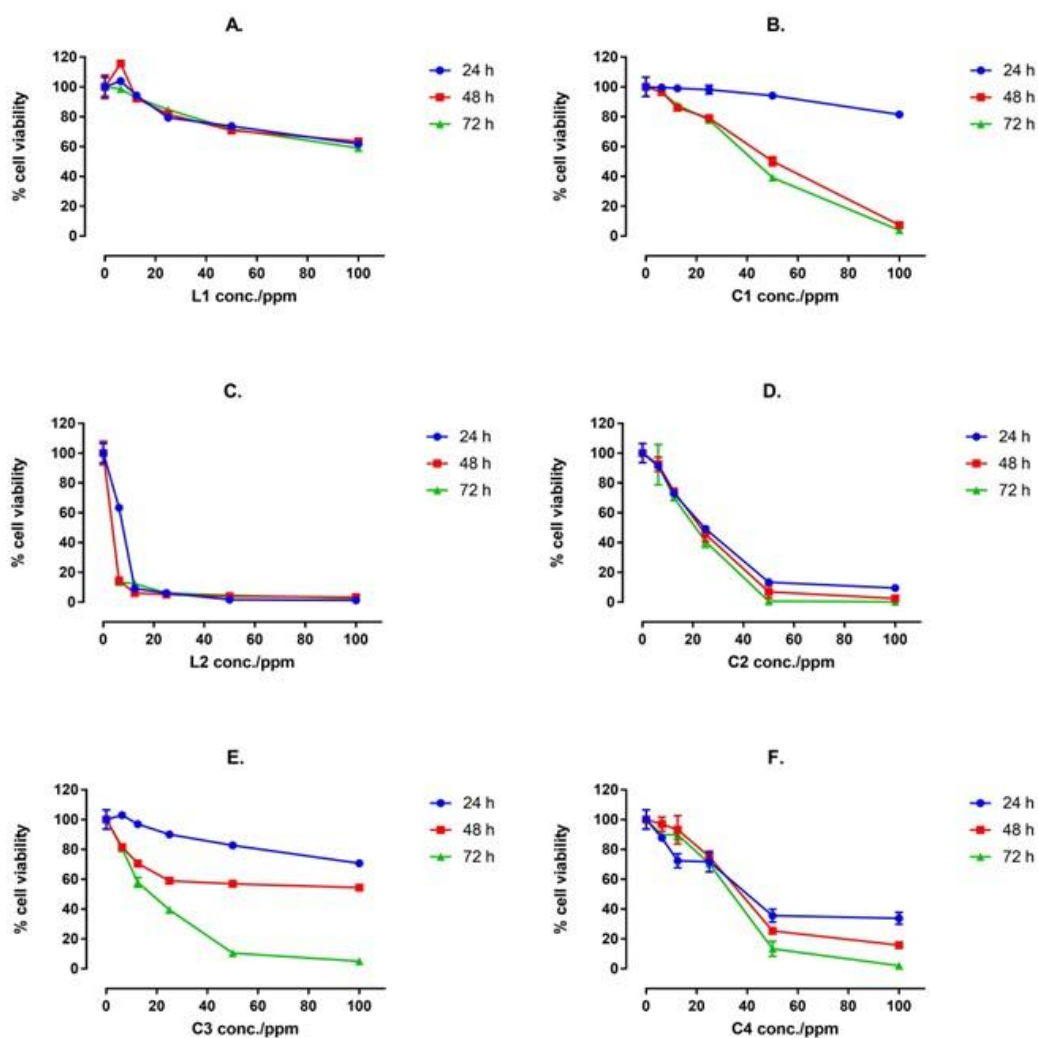 A.
120
100
80
60
40
20
0
% cell viability
0 20 40 60 80 100
L1 conc./ppm
24 h
48 h
72 h
B.
120
100
80
60
40
20
0
% cell viability
0 20 40 60 80 100
C1 conc./ppm
24 h
48 h
72 h
C.
120
100
80
60
40
20
0
% cell viability
0 20 40 60 80 100
L2 conc./ppm
24 h
48 h
72 h
D.
120
100
80
60
40
20
0
% cell viability
0 20 40 60 80 100
C2 conc./ppm
24 h
48 h
72 h
E.
120
100
80
60
40
20
0
% cell viability
0 20 40 60 80 100
C3 conc./ppm
24 h
48 h
72 h
F.
120
100
80
60
40
20
0
% cell viability
0 20 40 60 80 100
C4 conc./ppm
24 h
48 h
72 h